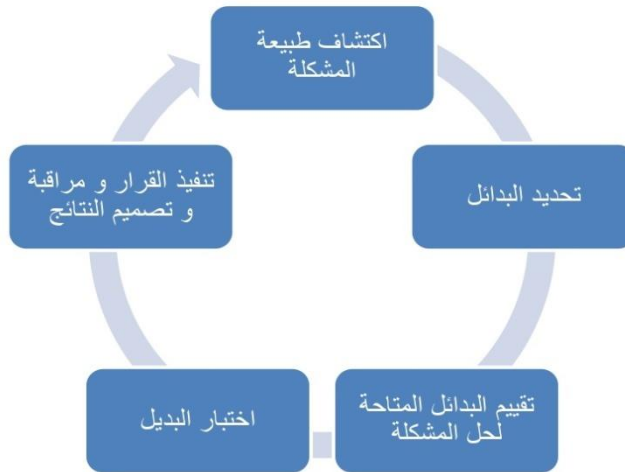 اكتشاف طبيعة
المشكلة
تحديد البدائل
تقييم البدائل المتاحة
لحل المشكلة
اختبار البديل
تنفيذ القرار و مراقبة
و تصميم النتائج